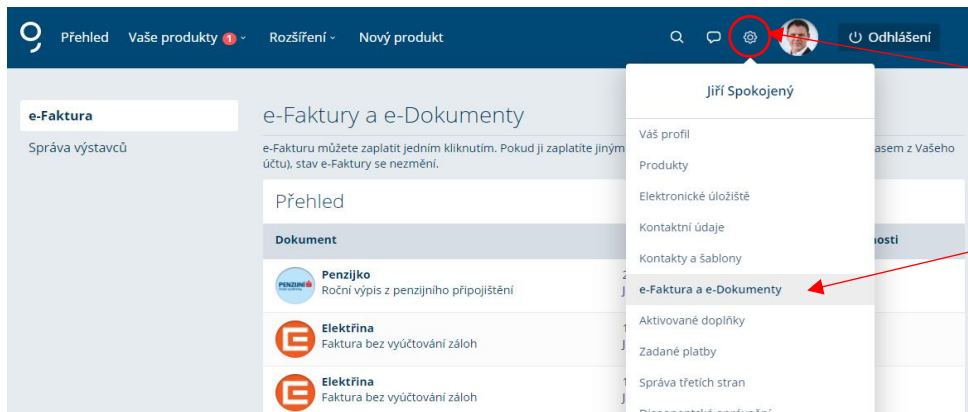 Přehled Vaše produkty 1 Rozšíření Nový produkt Odhlášení
Jiří Spokojený
e-Faktura
Správa výstavců
e-Faktury a e-Dokumenty
e-Fakturu můžete zaplatit jedním kliknutím. Pokud ji zaplatíte jiným asem z Vašeho
účtu), stav e-Faktury se nezmění.
Přehled
Dokument nosti
PENZIJNÍ
Penzijko
Roční výpis z penzijního připojištění
Elektřina
Faktura bez vyúčtování záloh
Elektřina
Faktura bez vyúčtování záloh
Váš profil
Produkty
Elektronické úložiště
Kontaktní údaje
Kontakty a šablony
e-Faktura a e-Dokumenty
Aktivované doplňky
Zadané platby
Správa třetích stran